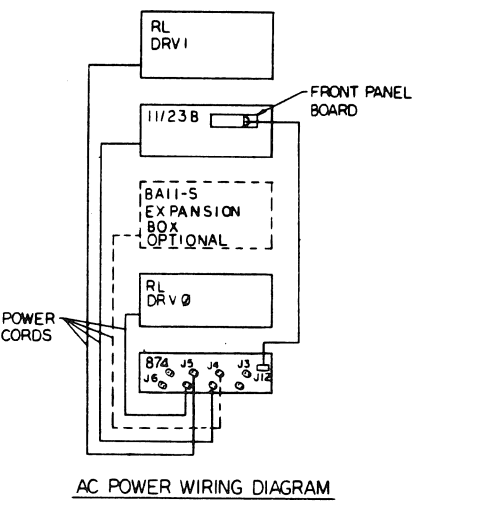 RL
DRV1
FRONT PANEL
BOARD
11/23B
BA11-S
EXPANSION
BOX
OPTIONAL
RL
DRV0
POWER
CORDS
874
J5
J4
J3
J6
J12
AC POWER WIRING DIAGRAM